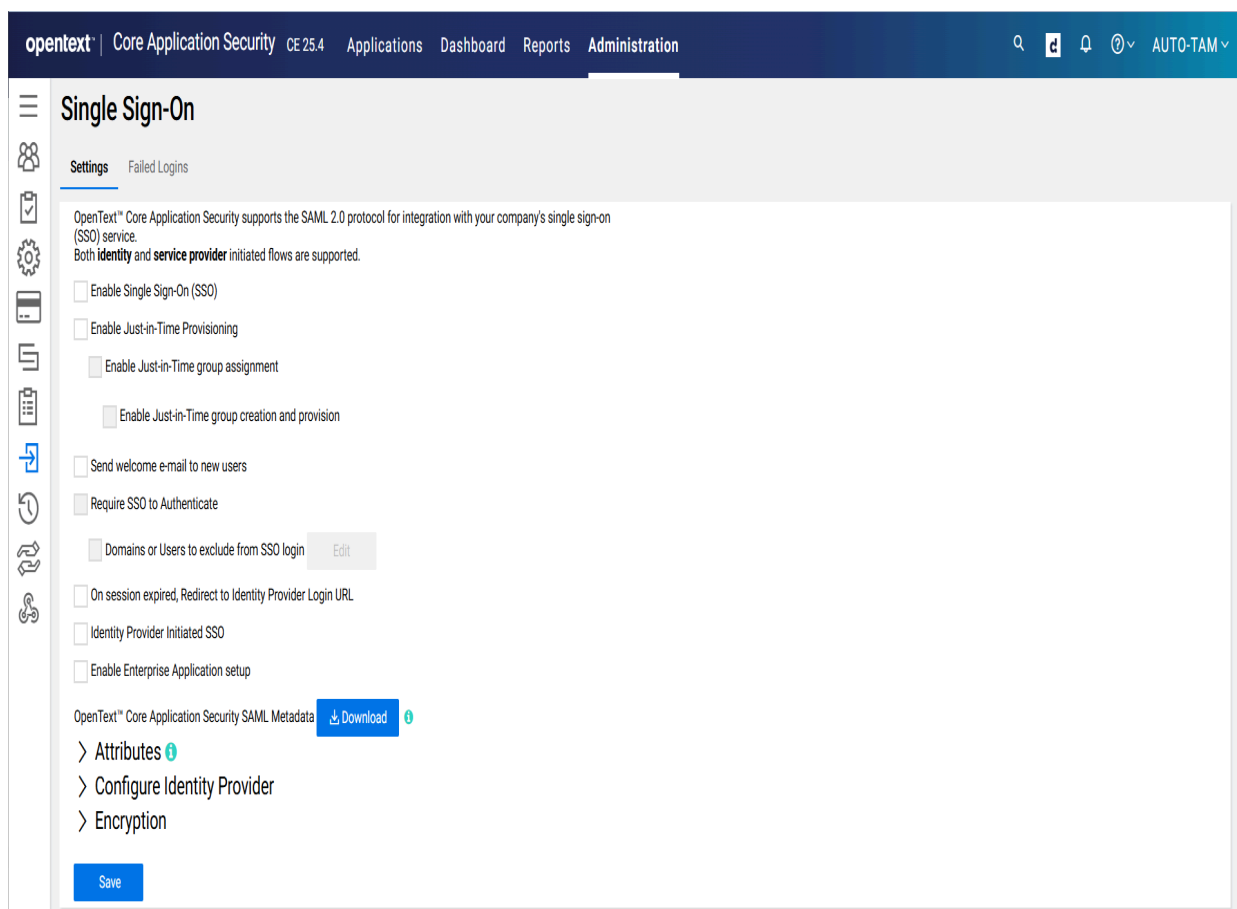 opentext™ | Core Application Security CE 25.4 Applications Dashboard Reports Administration d AUTO-TAM
Single Sign-On
Settings Failed Logins
OpenText™ Core Application Security supports the SAML 2.0 protocol for integration with your company's single sign-on
(SSO) service.
Both identity and service provider initiated flows are supported.
Enable Single Sign-On (SSO)
Enable Just-in-Time Provisioning
Enable Just-in-Time group assignment
Enable Just-in-Time group creation and provision
Send welcome e-mail to new users
Require SSO to Authenticate
Domains or Users to exclude from SSO login Edit
On session expired, Redirect to Identity Provider Login URL
Identity Provider Initiated SSO
Enable Enterprise Application setup
OpenText™ Core Application Security SAML Metadata Download
Attributes
Configure Identity Provider
Encryption
Save